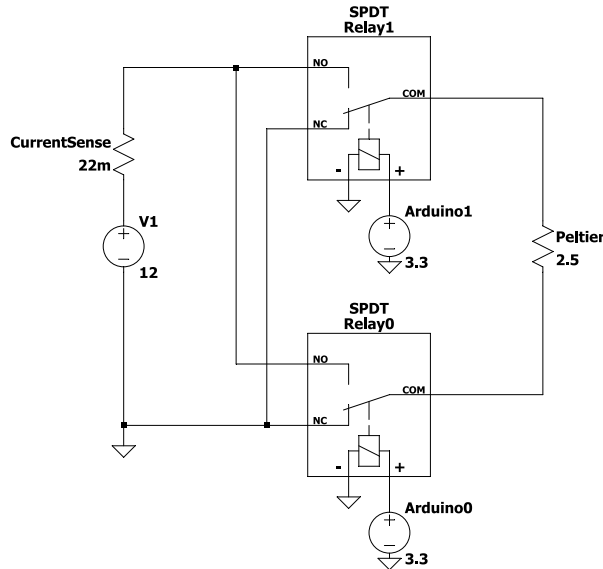 SPDT
Relay1
NO
COM
NC
CurrentSense
22m
- +
V1
Arduino1
+
-
12
+
-
3.3
Peltier
2.5
SPDT
Relay0
NO
COM
NC
- +
Arduino0
+
-
3.3